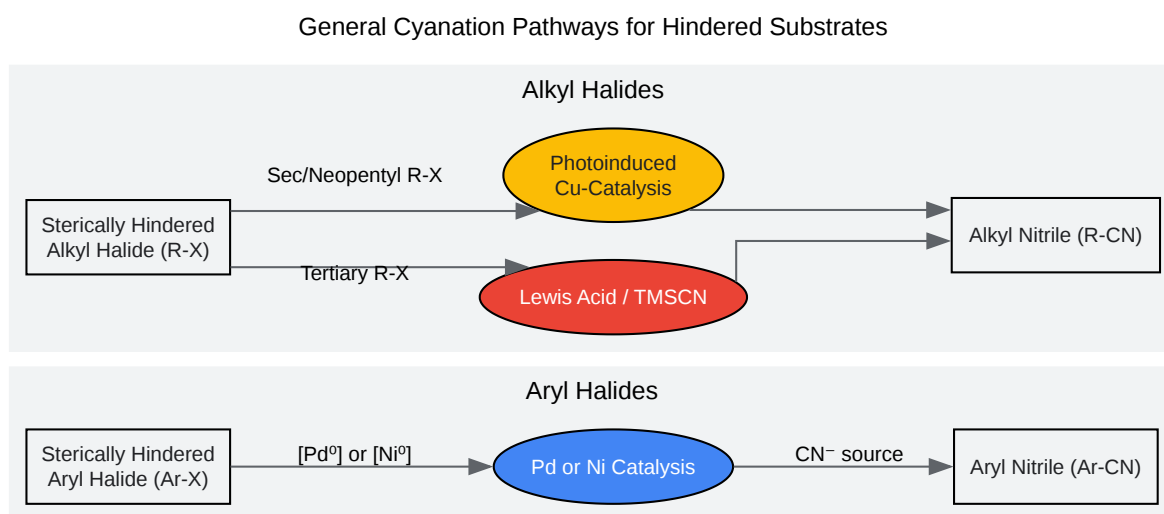 General Cyanation Pathways for Hindered Substrates
Alkyl Halides
Sterically Hindered
Alkyl Halide (R-X)
Sec/Neopentyl R-X
Tertiary R-X
Photoinduced
Cu-Catalysis
Lewis Acid / TMSCN
Alkyl Nitrile (R-CN)
Aryl Halides
Sterically Hindered
Aryl Halide (Ar-X)
[Pd⁰] or [Ni⁰]
Pd or Ni Catalysis
CN⁻ source
Aryl Nitrile (Ar-CN)